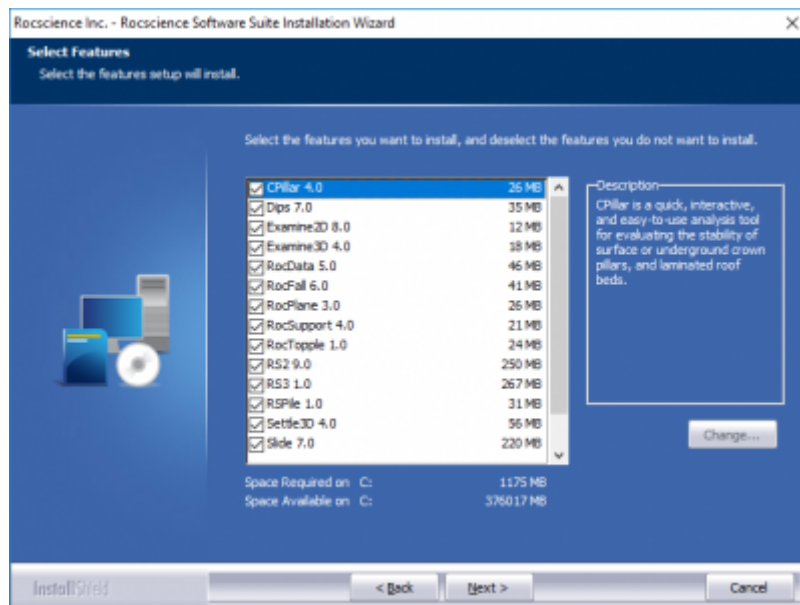 Rocscience Inc. - Rocscience Software Suite Installation Wizard
Select Features
Select the features setup will install.
Select the features you want to install, and deselect the features you do not want to install.
CPillar 4.0 26 MB
Dips 7.0 35 MB
Examine2D 8.0 12 MB
Examine3D 4.0 18 MB
RocData 5.0 46 MB
RocFall 6.0 41 MB
RocPlane 3.0 26 MB
RocSupport 4.0 21 MB
RocTopple 1.0 24 MB
RS2 9.0 250 MB
RS3 1.0 267 MB
RSPile 1.0 31 MB
Settle3D 4.0 56 MB
Slide 7.0 220 MB
Description
CPillar is a quick, interactive,
and easy-to-use analysis tool
for evaluating the stability of
surface or underground crown
pillars, and laminated roof
beds.
Change...
Space Required on C: 1175 MB
Space Available on C: 376017 MB
InstallShield
< Back
Next >
Cancel